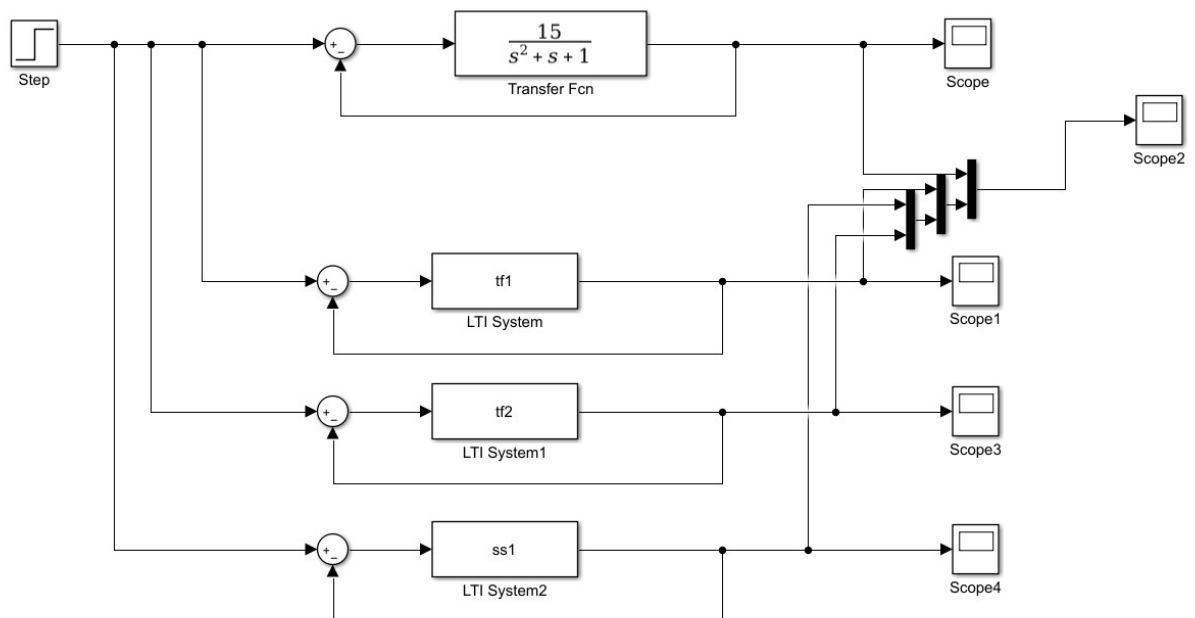 Step
+
−
15
s² + s + 1
Transfer Fcn
Scope
Scope2
+
−
tf1
LTI System
Scope1
+
−
tf2
LTI System1
Scope3
+
−
ss1
LTI System2
Scope4